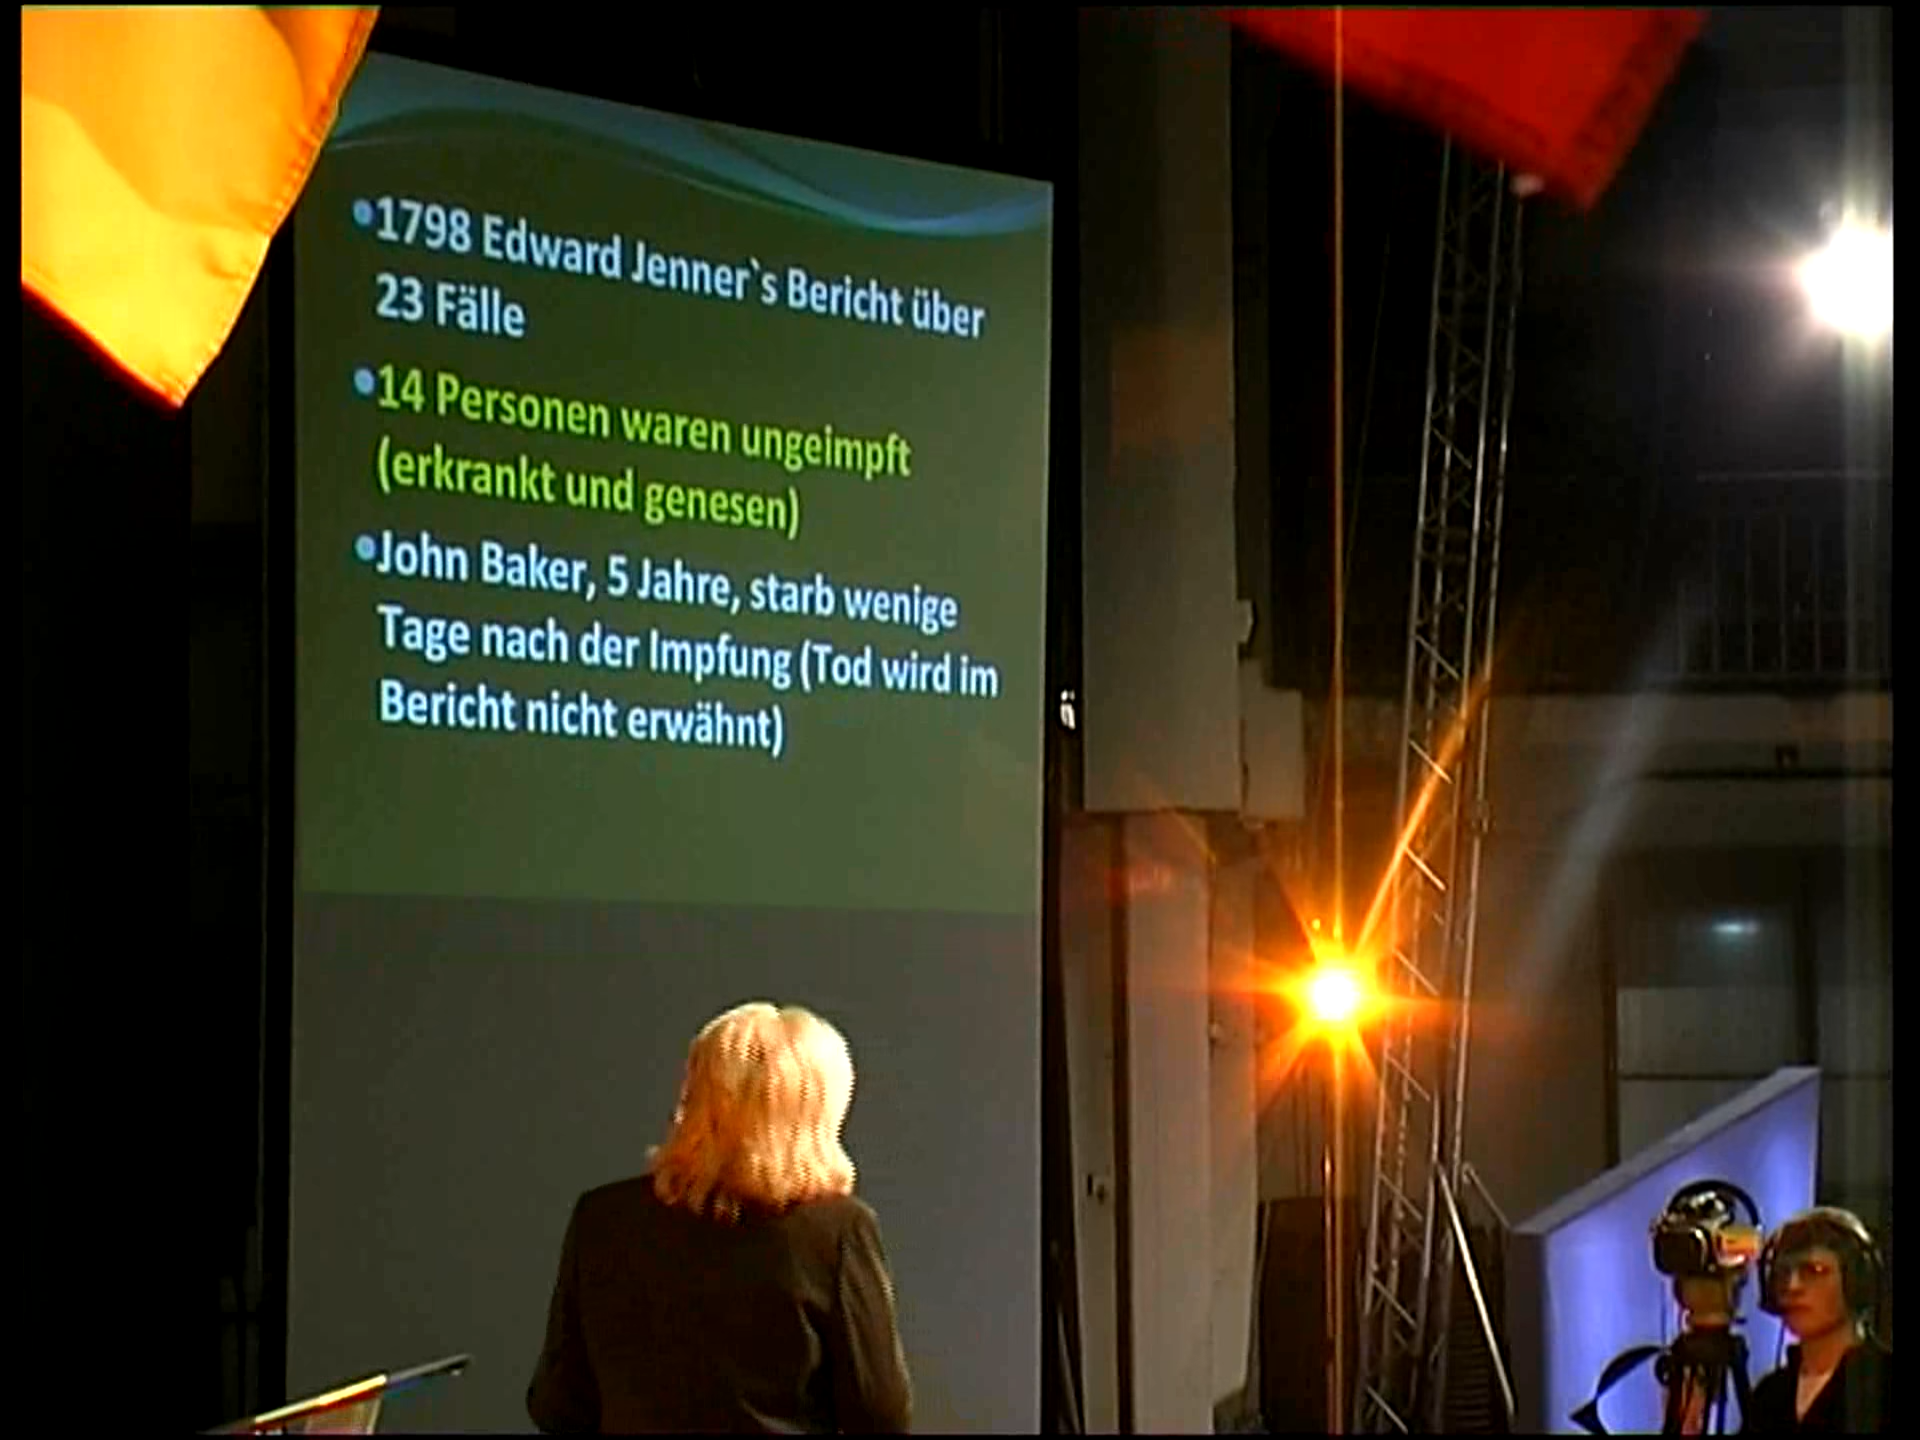 •1798 Edward Jenner`s Bericht über
23 Fälle
•14 Personen waren ungeimpft
(erkrankt und genesen)
•John Baker, 5 Jahre, starb wenige
Tage nach der Impfung (Tod wird im
Bericht nicht erwähnt)